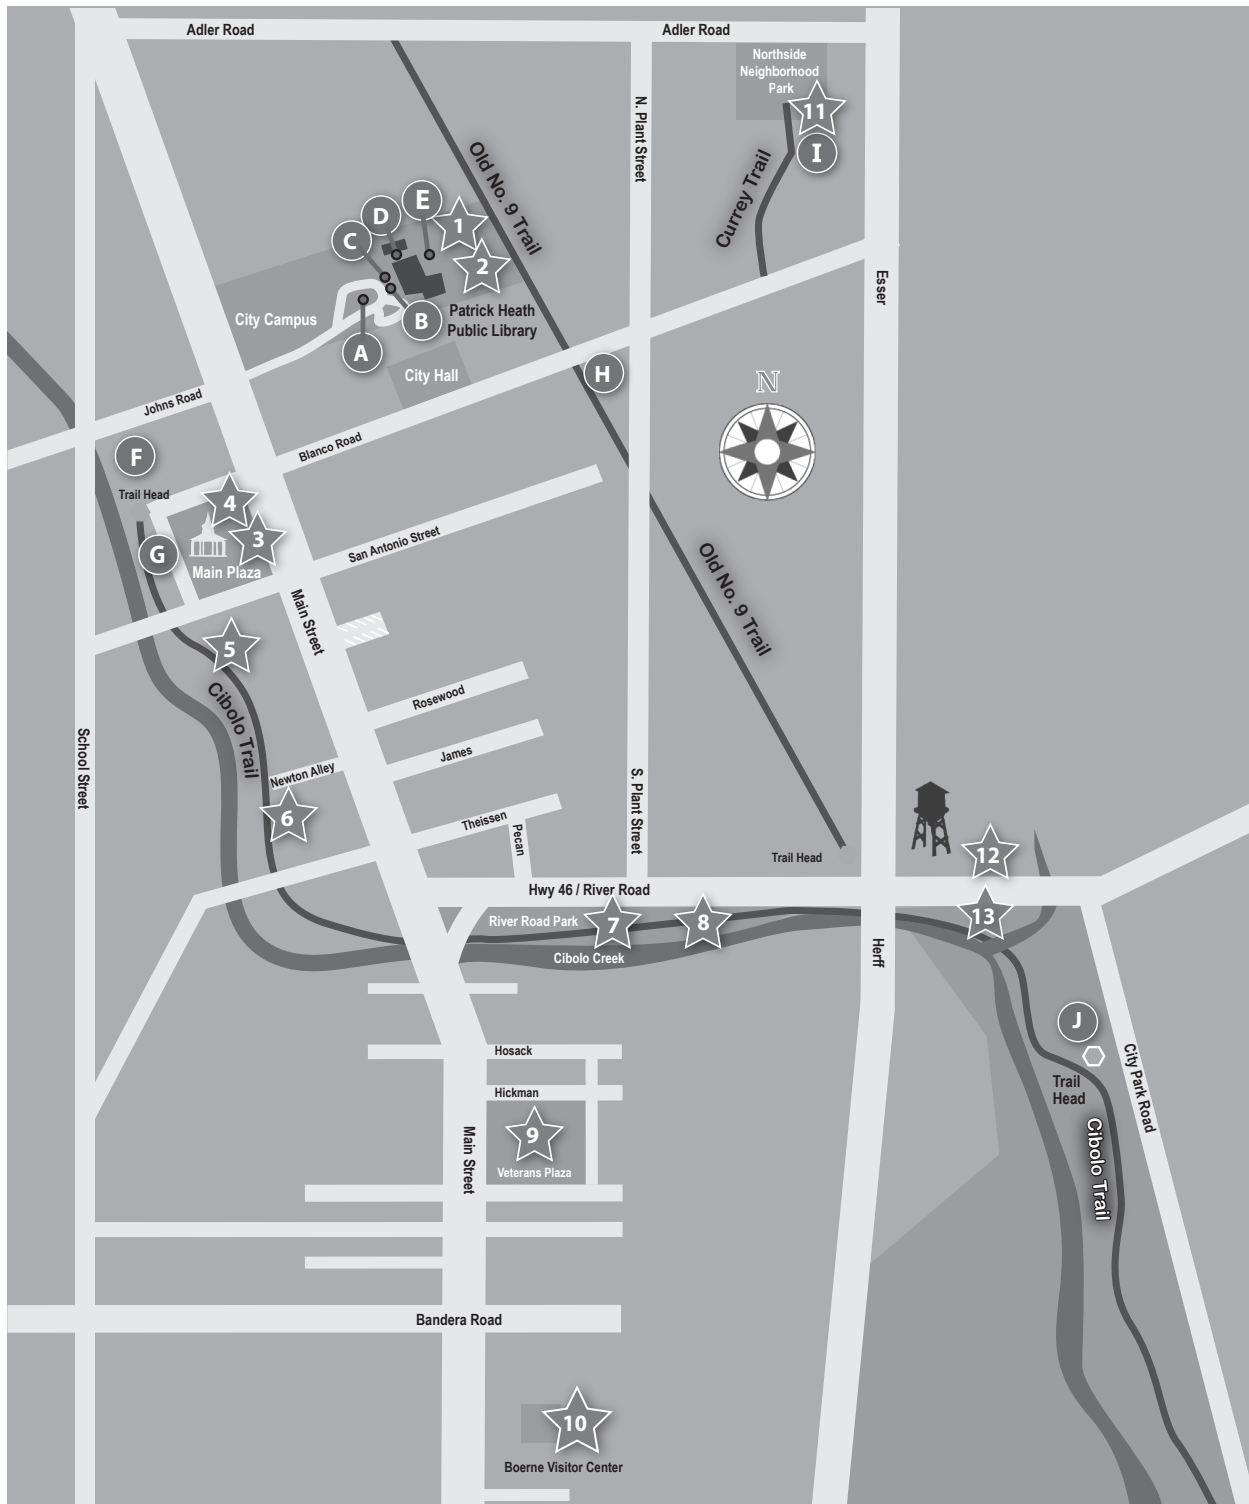 Adler Road
Adler Road
Northside
Neighborhood
Park
11
I
N. Plant Street
Old No. 9 Trail
Currey Trail
E
D
C
1
2
Esser
City Campus
Patrick Heath
Public Library
B
A
City Hall
H
N
Johns Road
Blanco Road
F
Trail Head
4
3
G
Main Plaza
San Antonio Street
Old No. 9 Trail
Main Street
5
Cibolo Trail
Rosewood
School Street
James
Newton Alley
6
Theissen
Pecan
S. Plant Street
Trail Head
12
Hwy 46 / River Road
River Road Park
7
8
13
Cibolo Creek
Herff
J
Hosack
Trail
Head
City Park Road
Hickman
9
Veterans Plaza
Main Street
Cibolo Trail
Bandera Road
10
Boerne Visitor Center